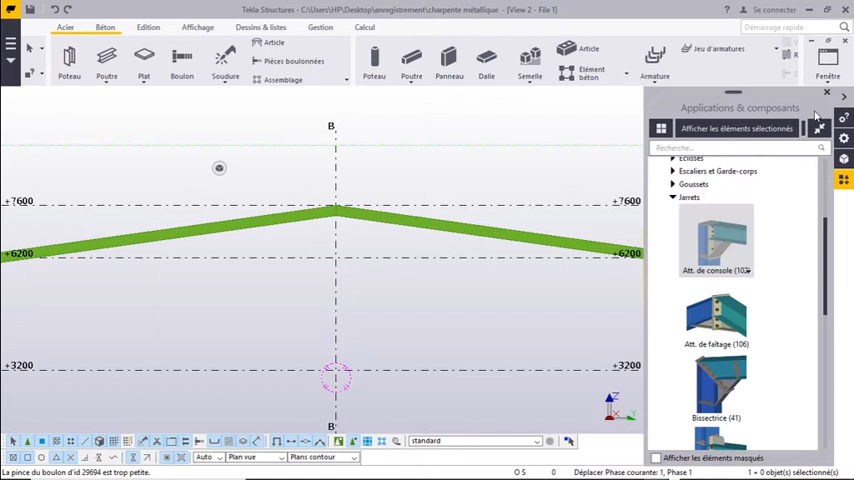 Tekla Structures - C:\Users\HP\Desktop\enregistrement\charpente métallique - [View 2 - File 1]
Se connecter
Acier Béton Edition Affichage Dessins & listes Gestion Calcul
Démarrage rapide
Poteau Poutre Plat Boulon Soudure
Article
Pièces boulonnées
Assemblage
Poteau Poutre Panneau Dalle Semelle
Article
Elément béton
Armature
Jeu d'armatures
Fenêtre
Applications & composants
Afficher les éléments sélectionnés
Recherche...
Eclisses
Escaliers et Garde-corps
Goussets
Jarrets
Att. de console (102)
Att. de faîtage (106)
Bissectrice (41)
Afficher les éléments masqués
B
+7600 +7600
+6200 +6200
+3200 +3200
B
Z
X
Y
standard
Auto Plan vue Plans contour
La pince du boulon d'id 29694 est trop petite.
O S 0 Déplacer Phase courante: 1, Phase 1 1 + 0 objet(s) sélectionné(s)